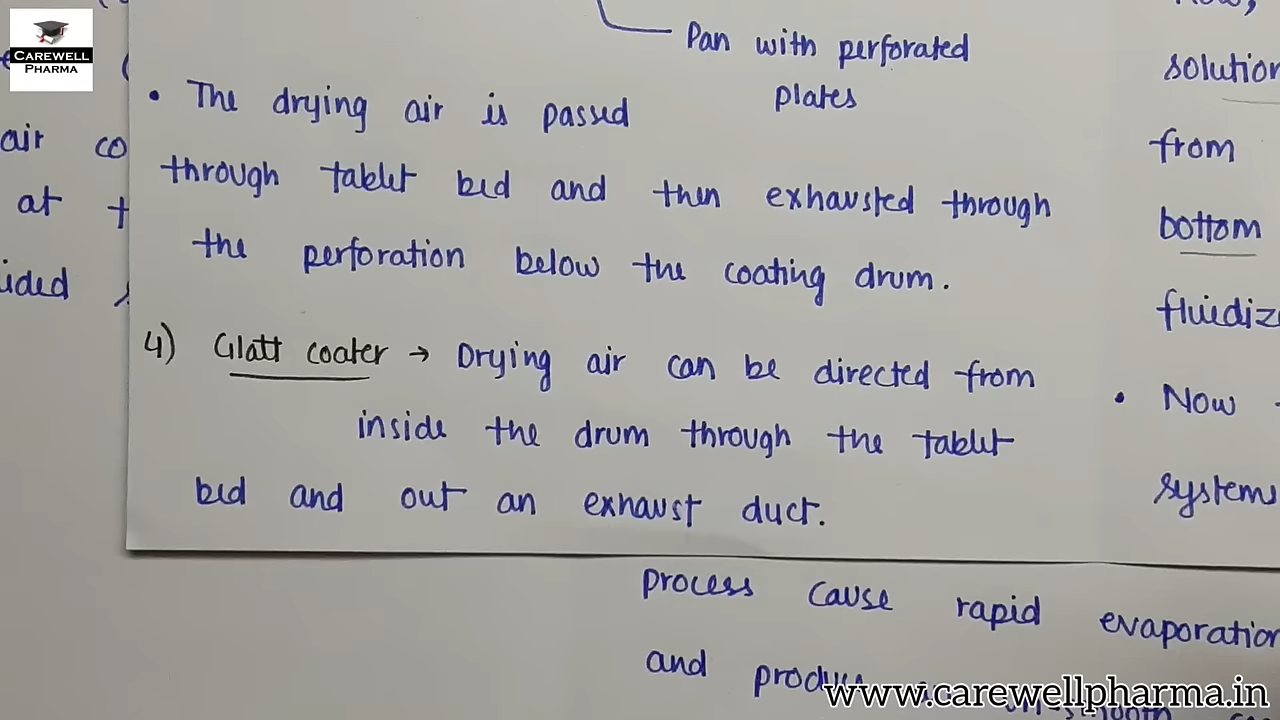 CAREWELL
PHARMA
Pan with perforated
plates
• The drying air is passed
through tablet bed and then exhausted through
the perforation below the coating drum.
4) Glatt coater → Drying air can be directed from
inside the drum through the tablet
bed and out an exhaust duct.
air co
at
solution
from
bottom
• Now
systems
process cause rapid evaporation
and
www.carewellpharma.in